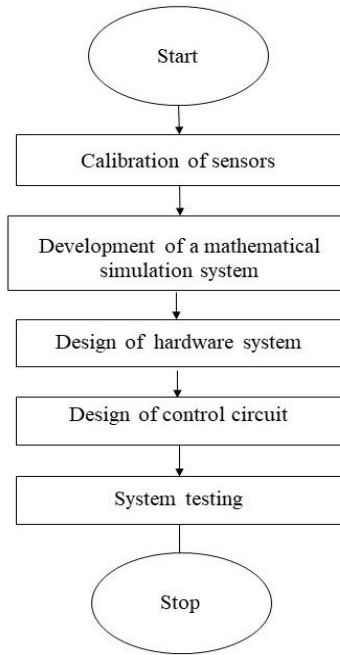 Start
Calibration of sensors
Development of a mathematical
simulation system
Design of hardware system
Design of control circuit
System testing
Stop